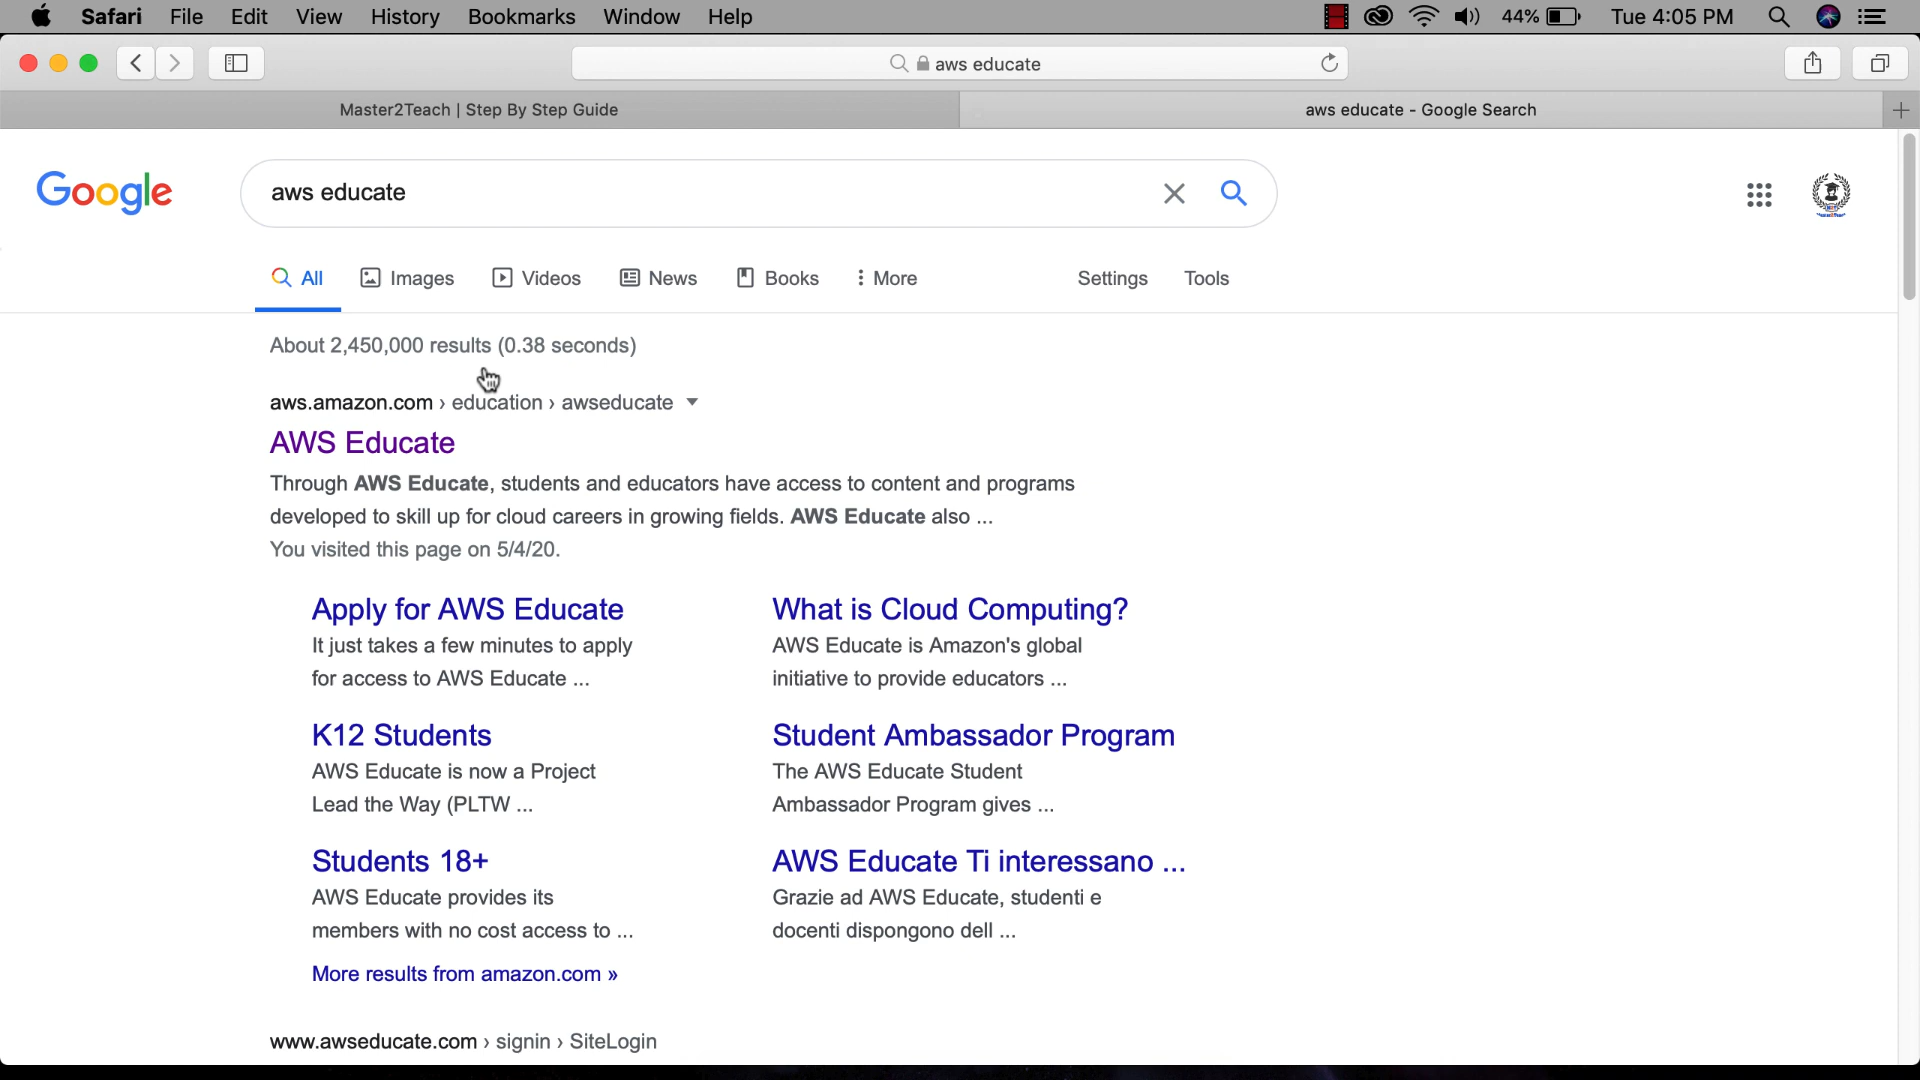 Safari File Edit View History Bookmarks Window Help 44% Tue 4:05 PM
aws educate
Master2Teach | Step By Step Guide aws educate - Google Search
Google aws educate
All Images Videos News Books More Settings Tools
About 2,450,000 results (0.38 seconds)
aws.amazon.com › education › awseducate
AWS Educate
Through AWS Educate, students and educators have access to content and programs
developed to skill up for cloud careers in growing fields. AWS Educate also ...
You visited this page on 5/4/20.
Apply for AWS Educate
It just takes a few minutes to apply
for access to AWS Educate ...
What is Cloud Computing?
AWS Educate is Amazon's global
initiative to provide educators ...
K12 Students
AWS Educate is now a Project
Lead the Way (PLTW ...
Student Ambassador Program
The AWS Educate Student
Ambassador Program gives ...
Students 18+
AWS Educate provides its
members with no cost access to ...
AWS Educate Ti interessano ...
Grazie ad AWS Educate, studenti e
docenti dispongono dell ...
More results from amazon.com »
www.awseducate.com › signin › SiteLogin